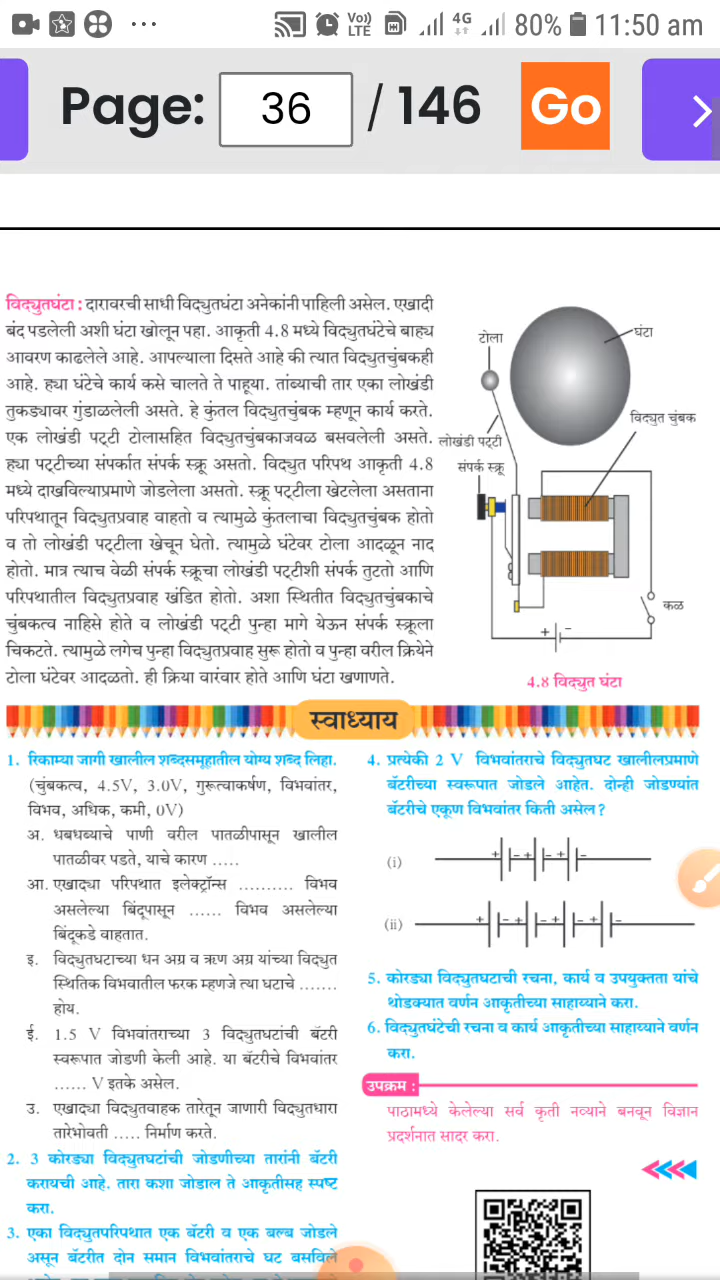 Vo))
LTE
4G
80%
11:50 am
Page: 36 / 146 Go
विद्युतघंटा : दारावरची साधी विद्युतघंटा अनेकांनी पाहिली असेल. एखादी
बंद पडलेली अशी घंटा खोलून पहा. आकृती 4.8 मध्ये विद्युतघंटेचे बाह्य
आवरण काढलेले आहे. आपल्याला दिसते आहे की त्यात विद्युतचुंबकही
आहे. ह्या घंटेचे कार्य कसे चालते ते पाहूया. तांब्याची तार एका लोखंडी
तुकड्यावर गुंडाळलेली असते. हे कुंतल विद्युतचुंबक म्हणून कार्य करते.
एक लोखंडी पट्टी टोलासहित विद्युतचुंबकाजवळ बसवलेली असते.
ह्या पट्टीच्या संपर्कात संपर्क स्क्रू असतो. विद्युत परिपथ आकृती 4.8
मध्ये दाखविल्याप्रमाणे जोडलेला असतो. स्क्रू पट्टीला खेटलेला असताना
परिपथातून विद्युतप्रवाह वाहतो व त्यामुळे कुंतलाचा विद्युतचुंबक होतो
व तो लोखंडी पट्टीला खेचून घेतो. त्यामुळे घंटेवर टोला आदळून नाद
होतो. मात्र त्याच वेळी संपर्क स्क्रूचा लोखंडी पट्टीशी संपर्क तुटतो आणि
परिपथातील विद्युतप्रवाह खंडित होतो. अशा स्थितीत विद्युतचुंबकाचे
चुंबकत्व नाहिसे होते व लोखंडी पट्टी पुन्हा मागे येऊन संपर्क स्क्रूला
चिकटते. त्यामुळे लगेच पुन्हा विद्युतप्रवाह सुरू होतो व पुन्हा वरील क्रियेने
टोला घंटेवर आदळतो. ही क्रिया वारंवार होते आणि घंटा खणाणते.
टोला
घंटा
विद्युत चुंबक
लोखंडी पट्टी
संपर्क स्क्रू
कळ
+ −
4.8 विद्युत घंटा
स्वाध्याय
1. रिकाम्या जागी खालील शब्दसमूहातील योग्य शब्द लिहा.
(चुंबकत्व, 4.5V, 3.0V, गुरूत्वाकर्षण, विभवांतर,
विभव, अधिक, कमी, 0V)
अ. धबधब्याचे पाणी वरील पातळीपासून खालील
पातळीवर पडते, याचे कारण .....
आ. एखाद्या परिपथात इलेक्ट्रॉन्स .......... विभव
असलेल्या बिंदूपासून ...... विभव असलेल्या
बिंदूकडे वाहतात.
इ. विद्युतघटाच्या धन अग्र व ऋण अग्र यांच्या विद्युत
स्थितिक विभवातील फरक म्हणजे त्या घटाचे .......
होय.
ई. 1.5 V विभवांतराच्या 3 विद्युतघटांची बॅटरी
स्वरूपात जोडणी केली आहे. या बॅटरीचे विभवांतर
...... V इतके असेल.
उ. एखाद्या विद्युतवाहक तारेतून जाणारी विद्युतधारा
तारेभोवती ..... निर्माण करते.
2. 3 कोरड्या विद्युतघटांची जोडणीच्या तारांनी बॅटरी
करायची आहे. तारा कशा जोडाल ते आकृतीसह स्पष्ट
करा.
3. एका विद्युतपरिपथात एक बॅटरी व एक बल्ब जोडले
असून बॅटरीत दोन समान विभवांतराचे घट बसविले
4. प्रत्येकी 2 V विभवांतराचे विद्युतघट खालीलप्रमाणे
बॅटरीच्या स्वरूपात जोडले आहेत. दोन्ही जोडण्यांत
बॅटरीचे एकूण विभवांतर किती असेल?
(i) + − + + −
(ii) + − + − + − + −
5. कोरड्या विद्युतघटाची रचना, कार्य व उपयुक्तता यांचे
थोडक्यात वर्णन आकृतीच्या साहाय्याने करा.
6. विद्युतघंटेची रचना व कार्य आकृतीच्या साहाय्याने वर्णन
करा.
उपक्रम :
पाठामध्ये केलेल्या सर्व कृती नव्याने बनवून विज्ञान
प्रदर्शनात सादर करा.